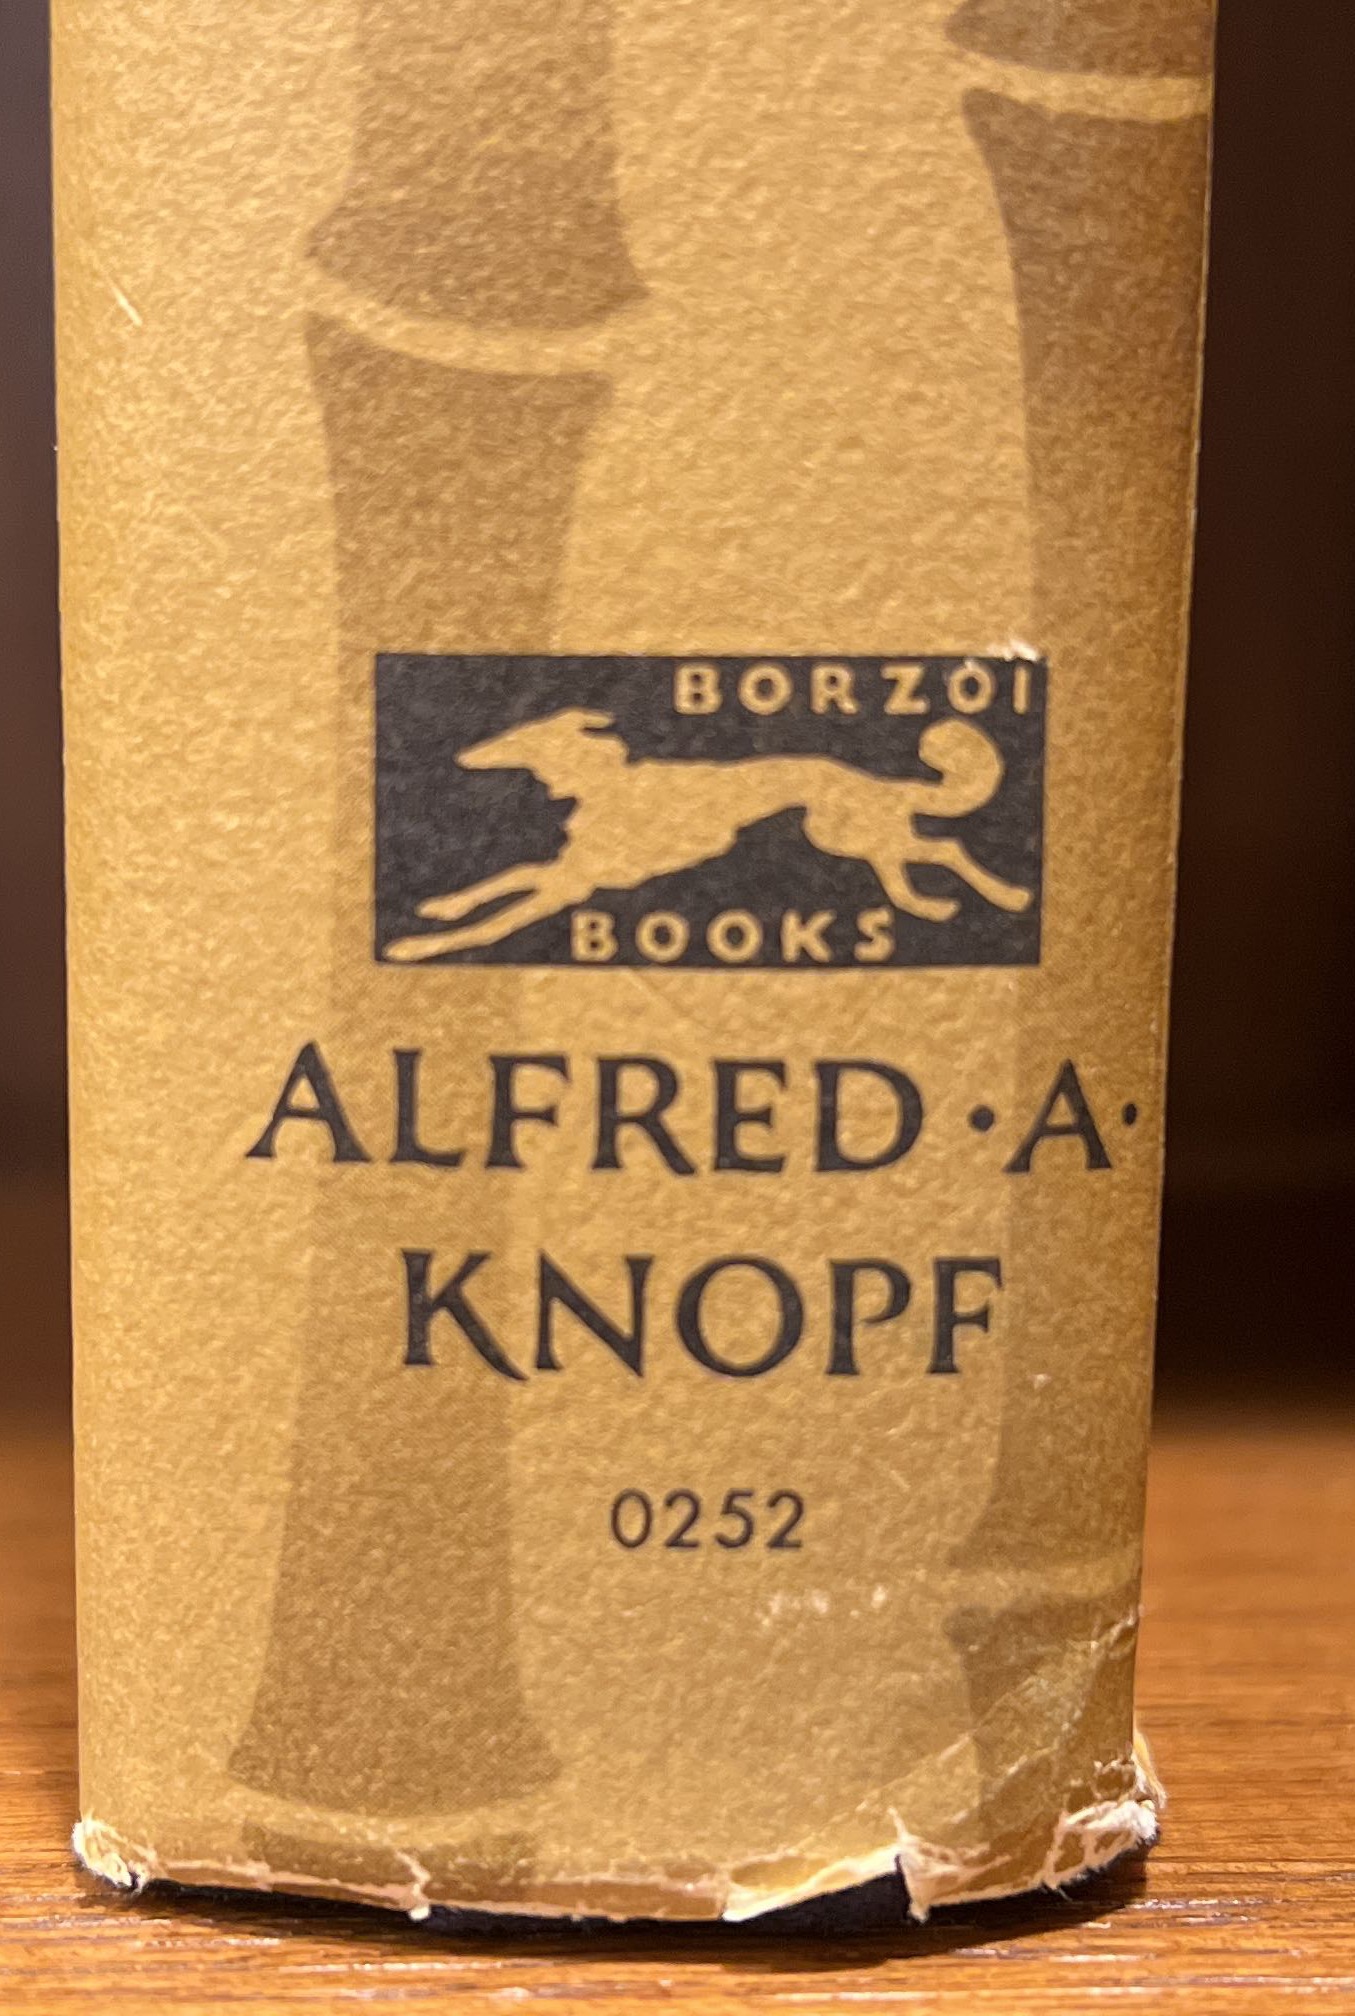 BORZOI
BOOKS
ALFRED·A·
KNOPF
0252